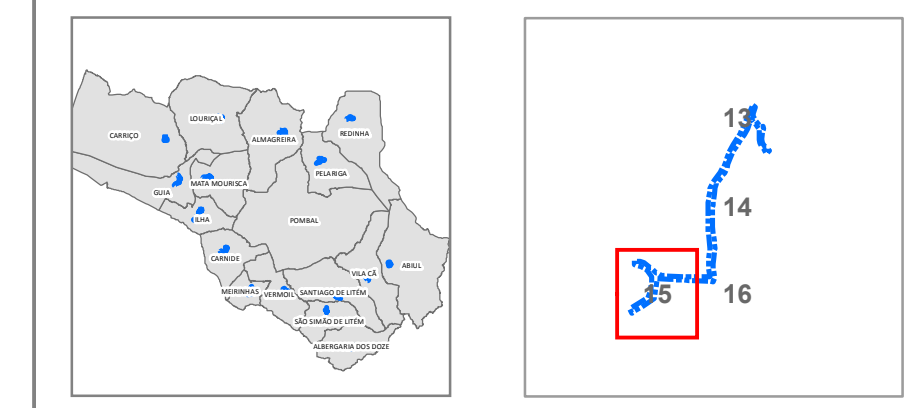 LOURIÇAL
CARRIÇO
ALMAGREIRA
REDINHA
PELARIGA
MATA MOURISCA
GUIA
ILHA
POMBAL
CARNIDE
VILA CÃ
ABIUL
MEIRINHAS
VERMOIL
SANTIAGO DE LITÉM
SÃO SIMÃO DE LITÉM
ALBERGARIA DOS DOZE
13
14
15
16